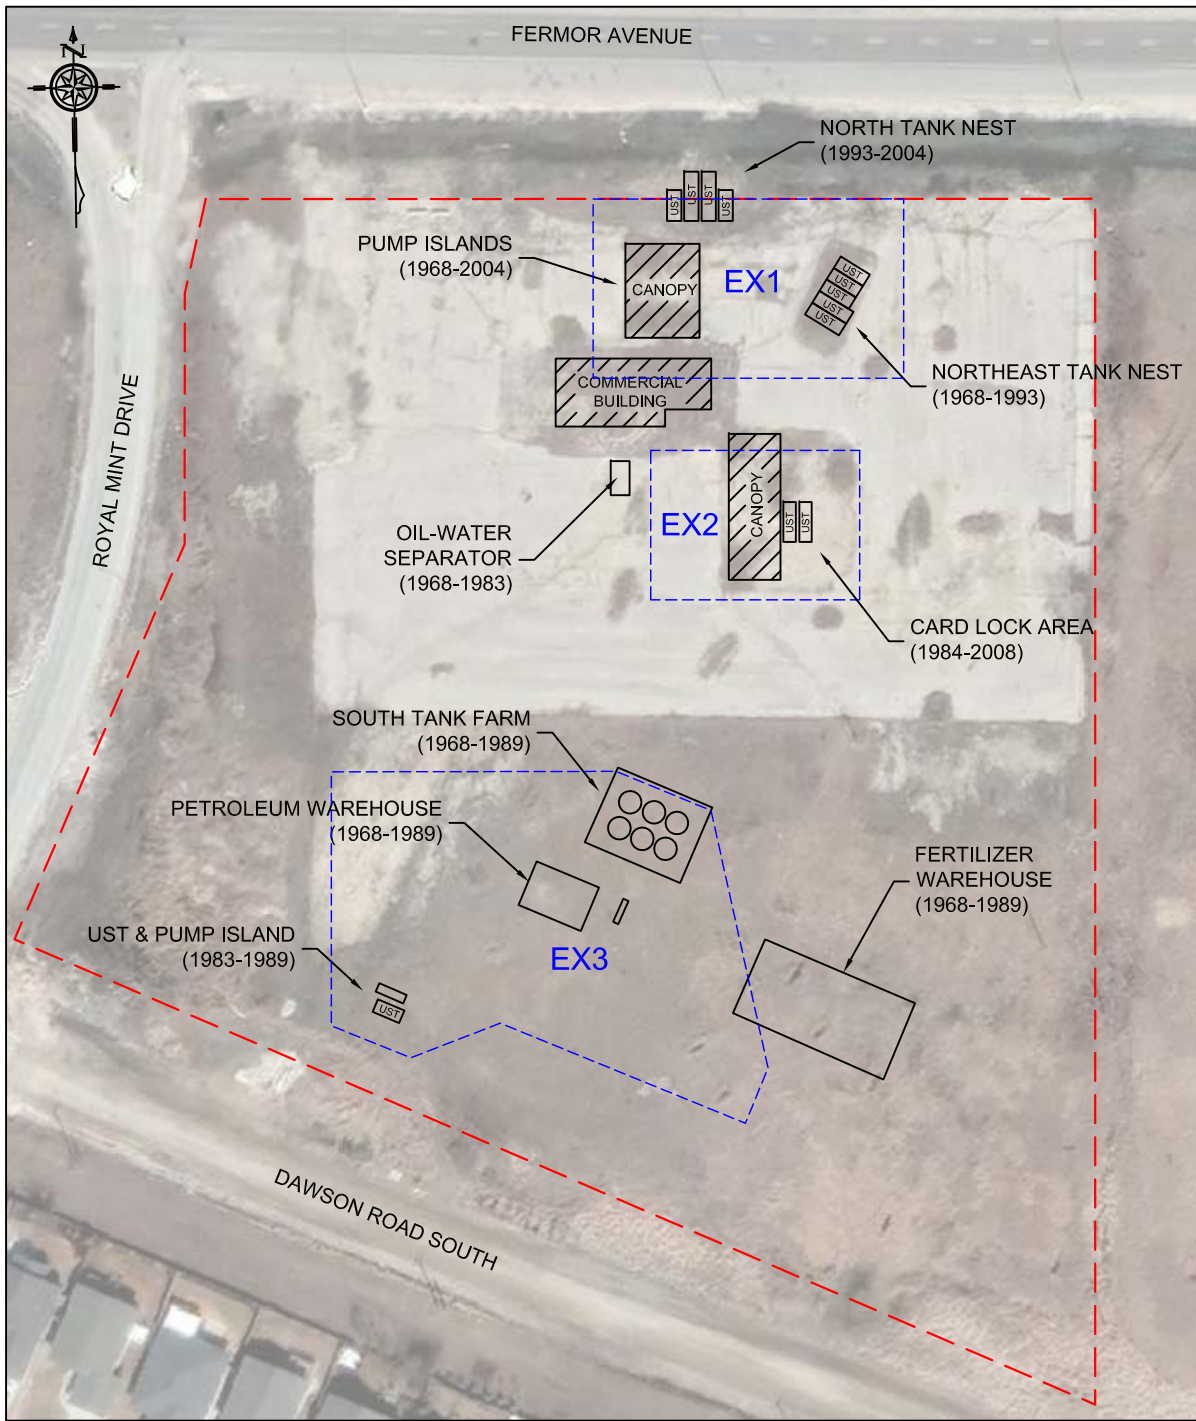 FERMOR AVENUE
N
NORTH TANK NEST
(1993-2004)
UST
UST
UST
UST
PUMP ISLANDS
(1968-2004)
CANOPY
EX1
UST
UST
UST
UST
UST
NORTHEAST TANK NEST
(1968-1993)
COMMERCIAL
BUILDING
ROYAL MINT DRIVE
OIL-WATER
SEPARATOR
(1968-1983)
EX2
CANOPY
UST
UST
CARD LOCK AREA
(1984-2008)
SOUTH TANK FARM
(1968-1989)
PETROLEUM WAREHOUSE
(1968-1989)
FERTILIZER
WAREHOUSE
(1968-1989)
UST & PUMP ISLAND
(1983-1989)
UST
EX3
DAWSON ROAD SOUTH